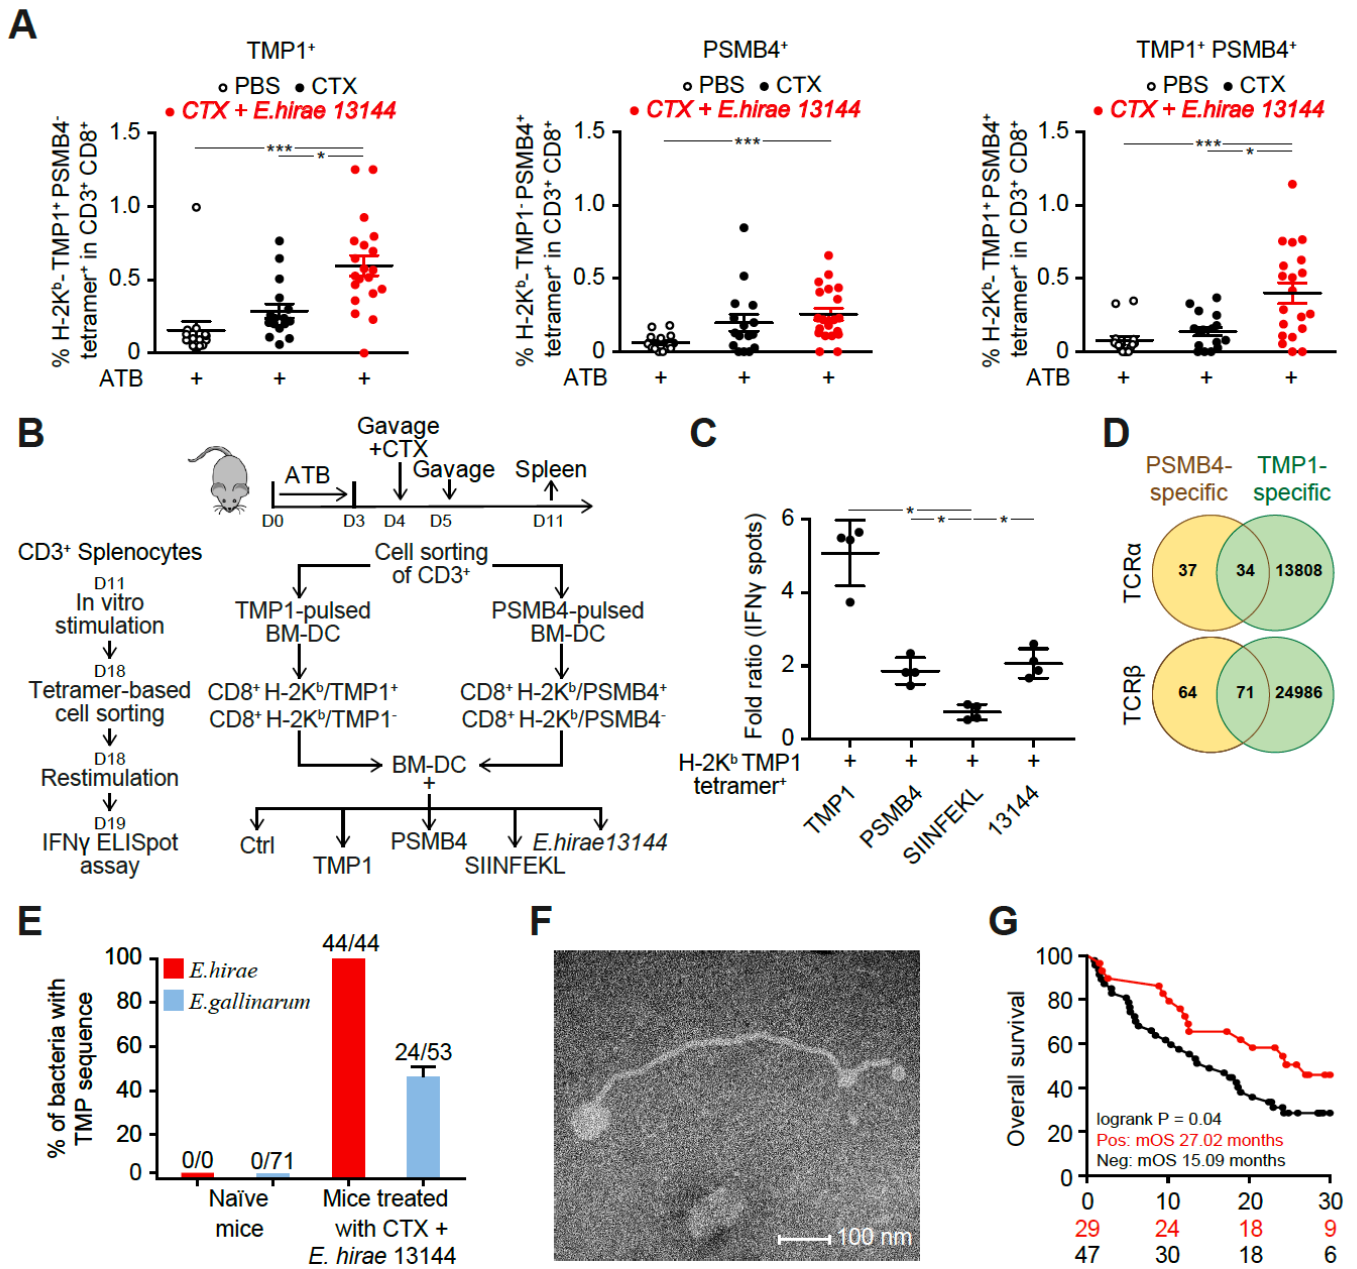 A
TMP1⁺
PBS CTX
CTX + E.hirae 13144
% H-2Kᵇ- TMP1⁺ PSMB4⁻
tetramer⁺ in CD3⁺ CD8⁺
1.5
1.0
0.5
0
***
*
ATB + + +
PSMB4⁺
PBS CTX
CTX + E.hirae 13144
% H-2Kᵇ- TMP1⁻ PSMB4⁺
tetramer⁺ in CD3⁺ CD8⁺
1.5
1.0
0.5
0
***
ATB + + +
TMP1⁺ PSMB4⁺
PBS CTX
CTX + E.hirae 13144
% H-2Kᵇ- TMP1⁺ PSMB4⁺
tetramer⁺ in CD3⁺ CD8⁺
1.5
1.0
0.5
0
***
*
ATB + + +
B
Gavage
+CTX
ATB
Gavage
Spleen
D0 D3 D4 D5 D11
CD3⁺ Splenocytes
D11
In vitro
stimulation
D18
Tetramer-based
cell sorting
D18
Restimulation
D19
IFNγ ELISpot
assay
Cell sorting
of CD3⁺
TMP1-pulsed
BM-DC
PSMB4-pulsed
BM-DC
CD8⁺ H-2Kᵇ/TMP1⁺
CD8⁺ H-2Kᵇ/TMP1⁻
CD8⁺ H-2Kᵇ/PSMB4⁺
CD8⁺ H-2Kᵇ/PSMB4⁻
BM-DC
+
Ctrl
TMP1
PSMB4
SIINFEKL
E.hirae13144
C
Fold ratio (IFNγ spots)
6
4
2
0
* * *
H-2Kᵇ TMP1
tetramer⁺
+ + + +
TMP1
PSMB4
SIINFEKL
13144
D
PSMB4-
specific
TMP1-
specific
TCRα
37 34 13808
TCRβ
64 71 24986
E
% of bacteria with
TMP sequence
100
80
60
40
20
0
E.hirae
E.gallinarum
0/0
0/71
44/44
24/53
Naïve
mice
Mice treated
with CTX +
E. hirae 13144
F
100 nm
G
Overall survival
100
80
60
40
20
0
logrank P = 0.04
Pos: mOS 27.02 months
Neg: mOS 15.09 months
0 10 20 30
29 24 18 9
47 30 18 6